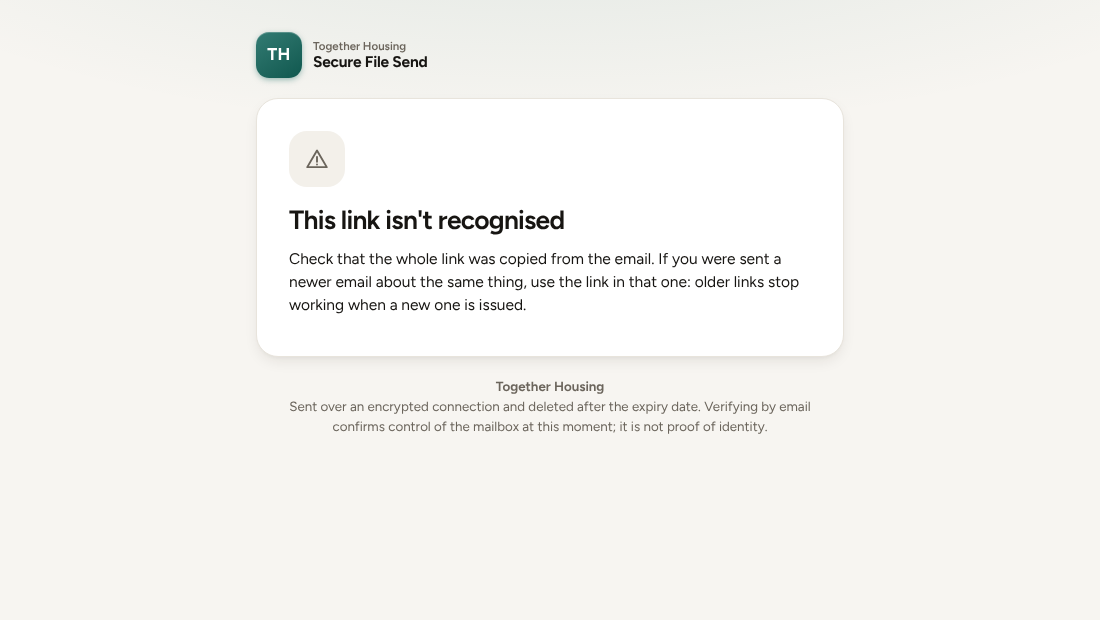 TH
Together Housing
Secure File Send
This link isn't recognised
Check that the whole link was copied from the email. If you were sent a
newer email about the same thing, use the link in that one: older links stop
working when a new one is issued.
Together Housing
Sent over an encrypted connection and deleted after the expiry date. Verifying by email
confirms control of the mailbox at this moment; it is not proof of identity.